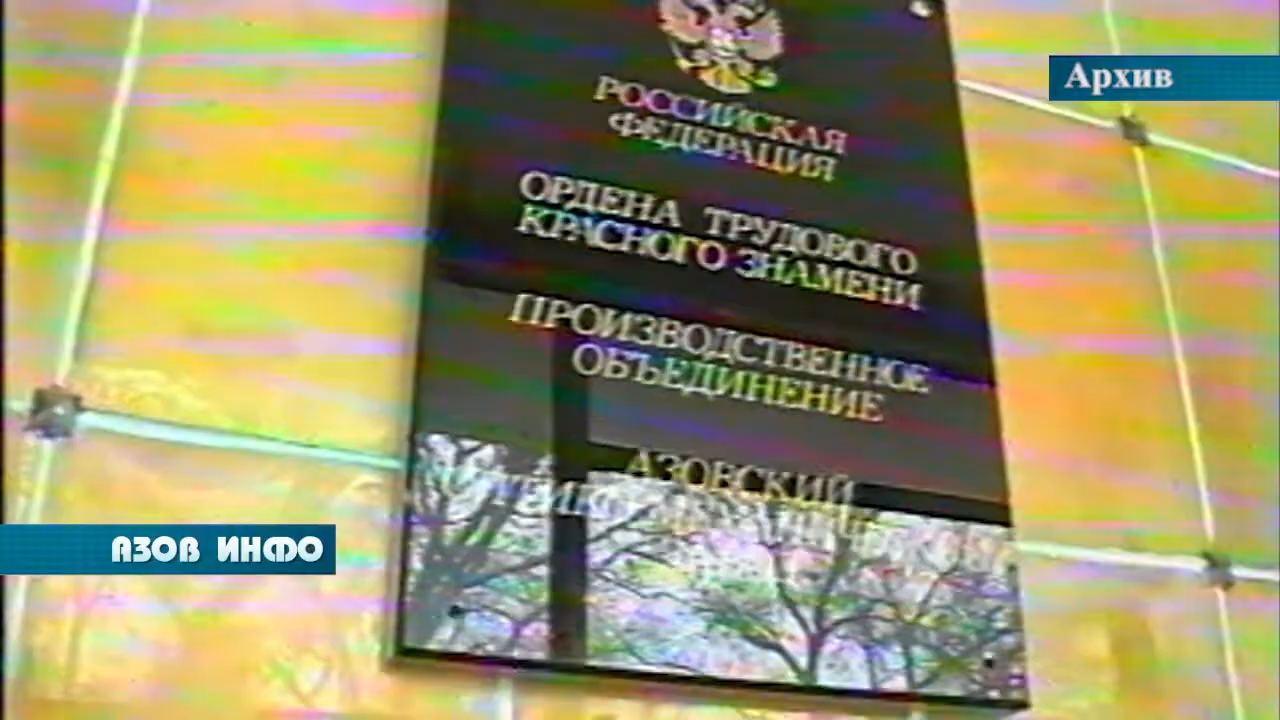 Архив
РОССИЙСКАЯ
ФЕДЕРАЦИЯ
ОРДЕНА ТРУДОВОГО
КРАСНОГО ЗНАМЕНИ
ПРОИЗВОДСТВЕННОЕ
ОБЪЕДИНЕНИЕ
АЗОВСКИЙ
АЗОВ ИНФО